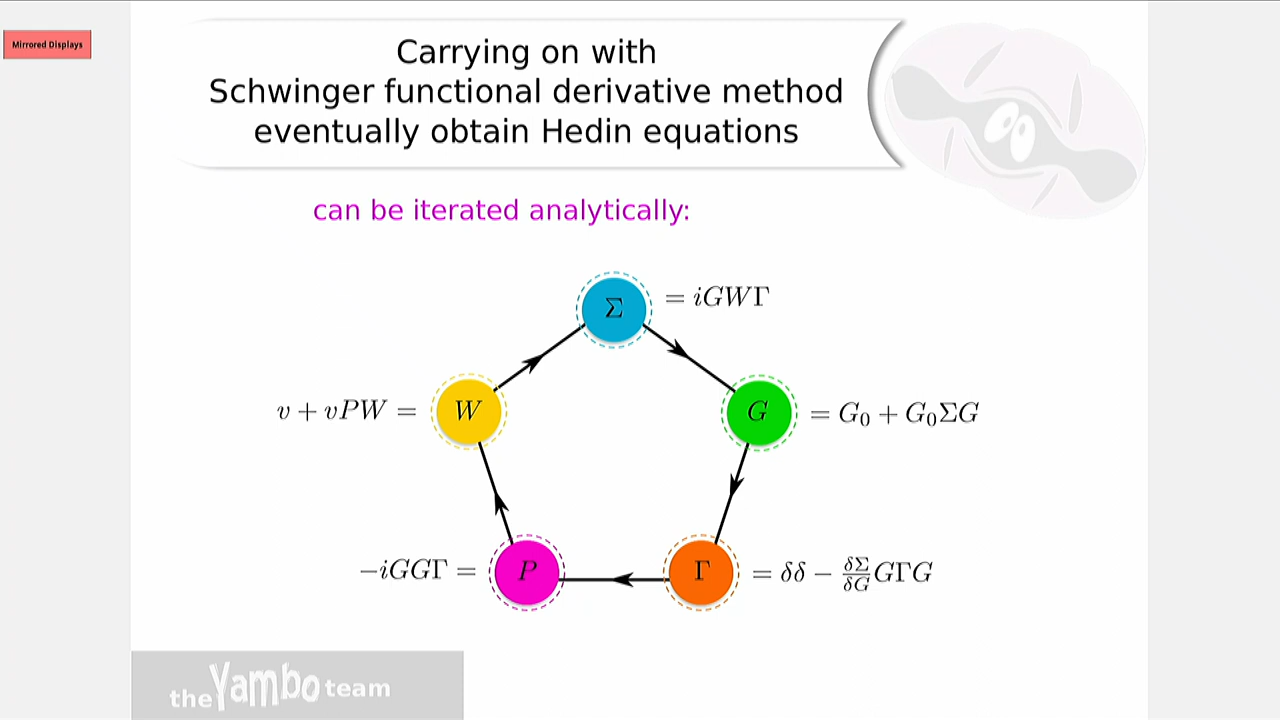 Mirrored Displays
Carrying on with
Schwinger functional derivative method
eventually obtain Hedin equations
can be iterated analytically:
Σ = iGWΓ
v + vPW = W
G = G₀ + G₀ΣG
−iGGΓ = P
Γ = δδ − δΣ/δG GΓG
the Yambo team